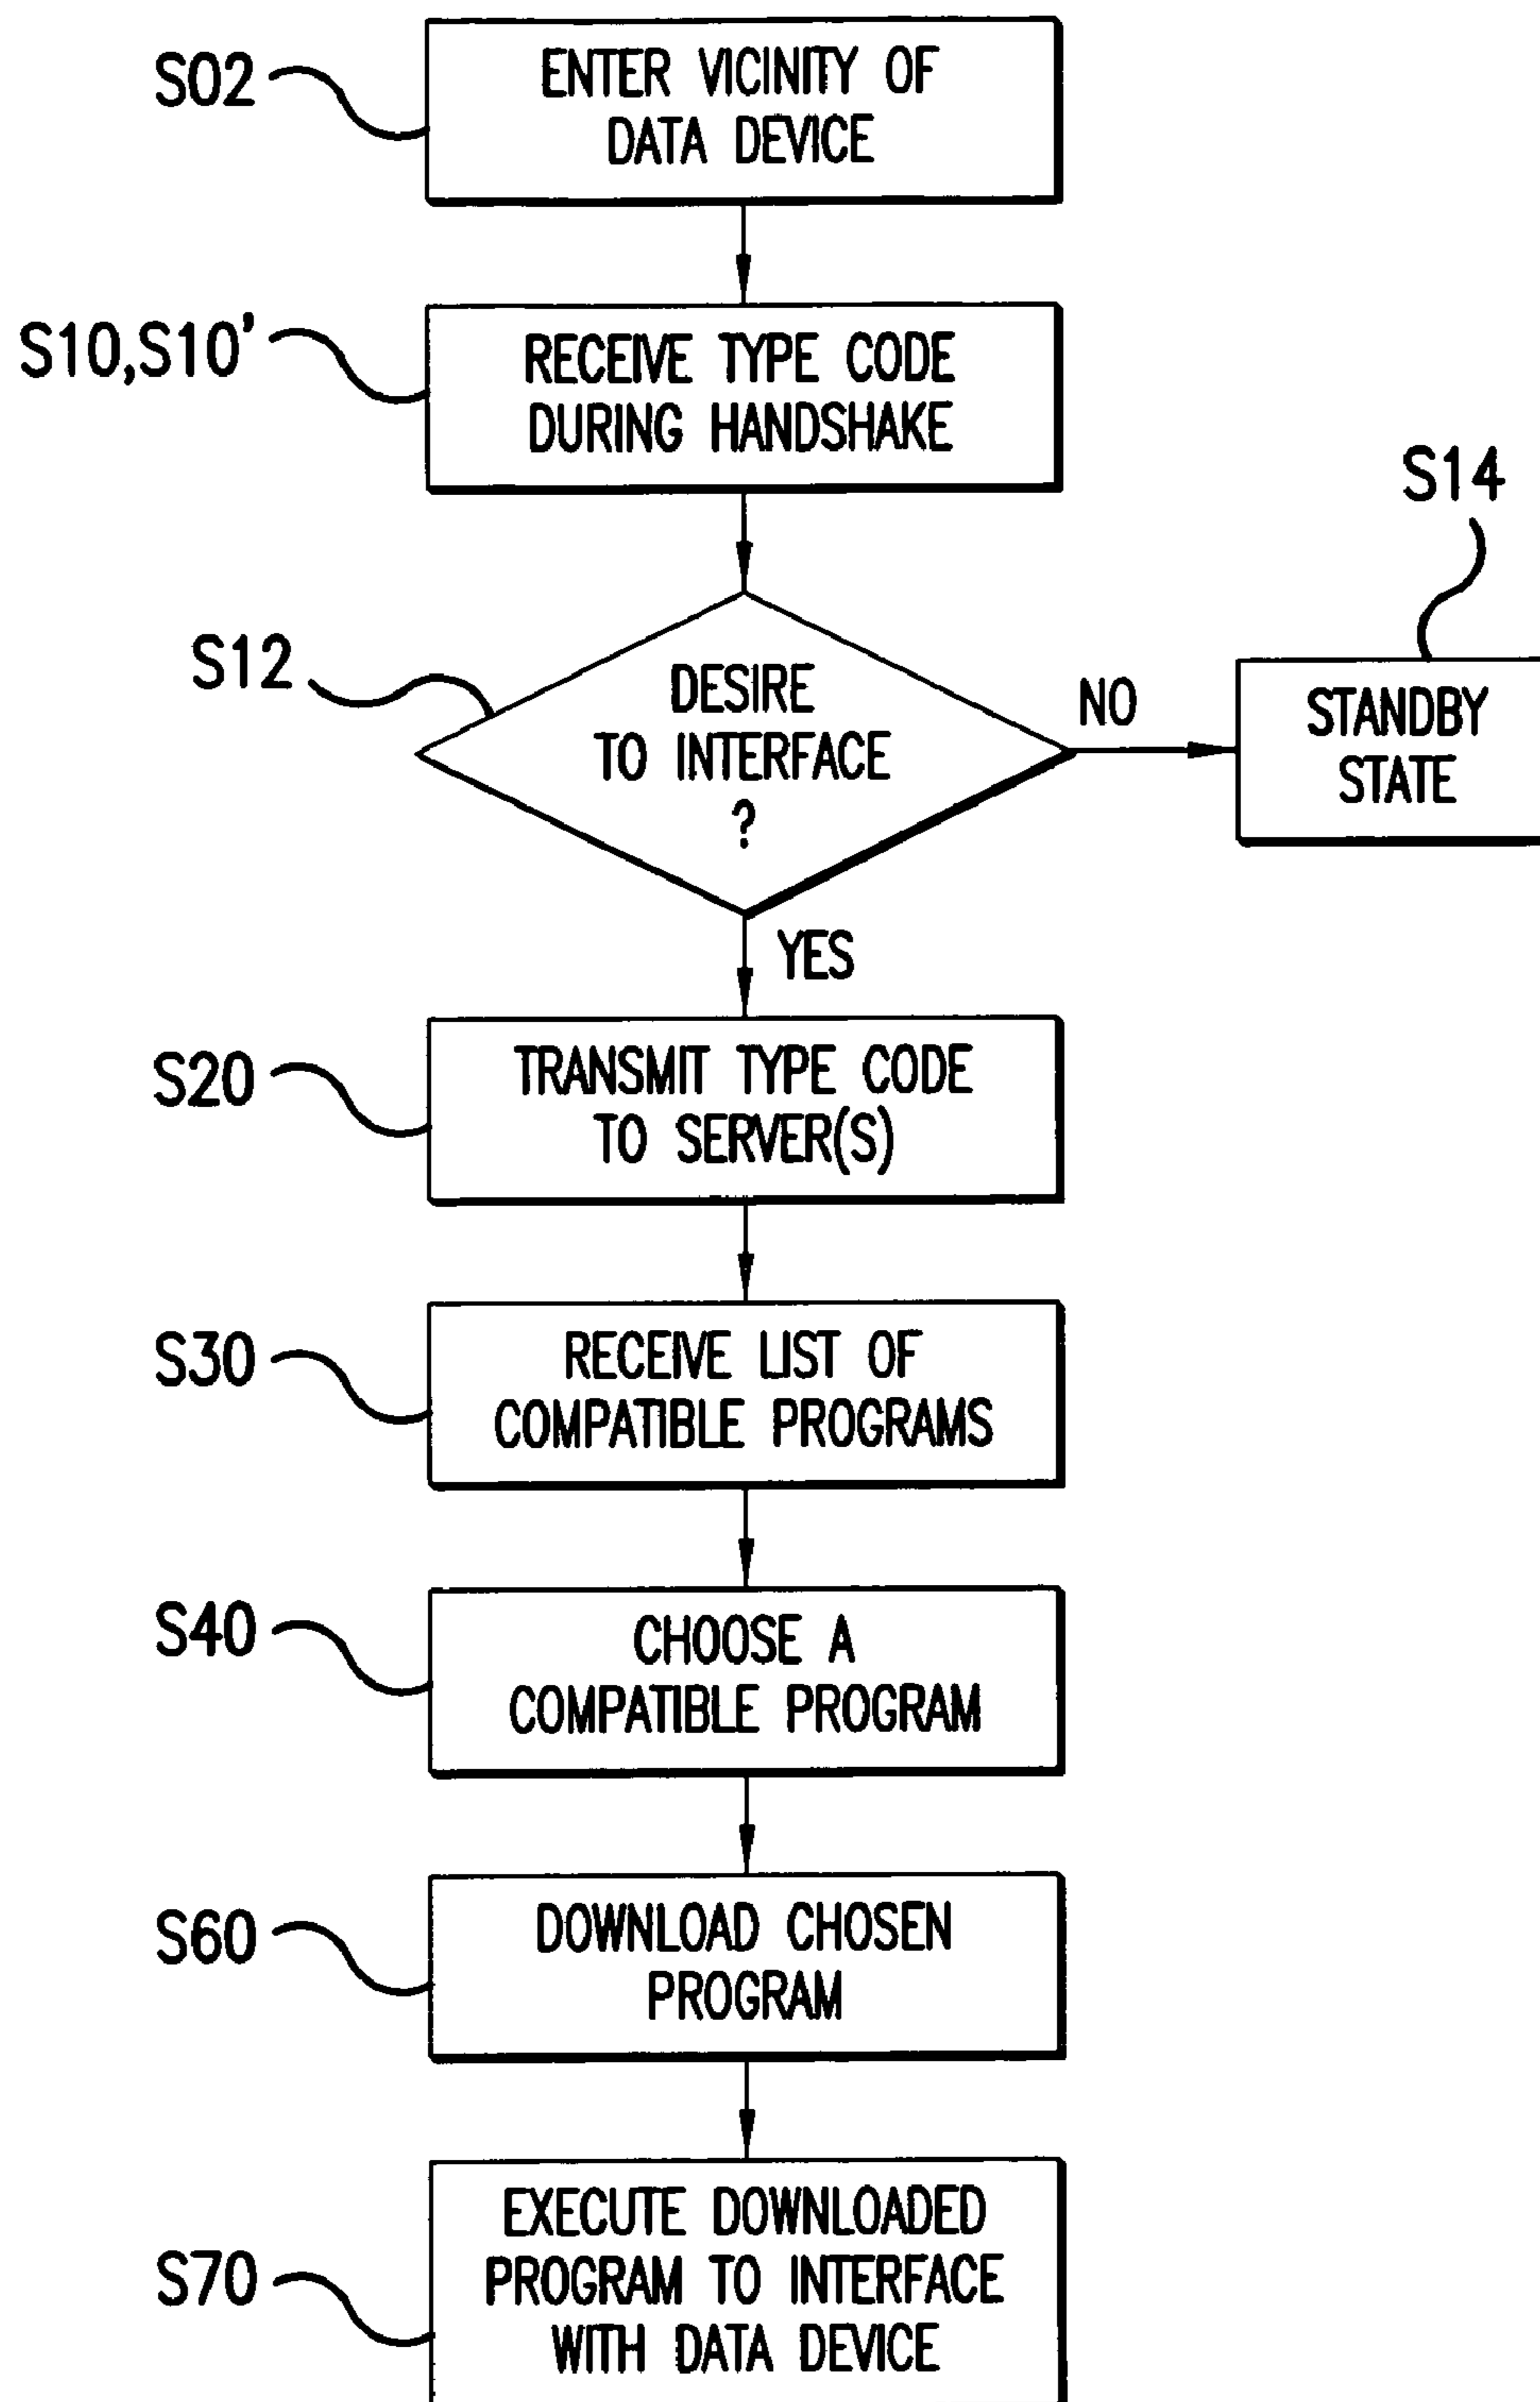 S02
ENTER VICINITY OF
DATA DEVICE
S10,S10'
RECEIVE TYPE CODE
DURING HANDSHAKE
S12
DESIRE
TO INTERFACE
?
NO
S14
STANDBY
STATE
YES
S20
TRANSMIT TYPE CODE
TO SERVER(S)
S30
RECEIVE LIST OF
COMPATIBLE PROGRAMS
S40
CHOOSE A
COMPATIBLE PROGRAM
S60
DOWNLOAD CHOSEN
PROGRAM
S70
EXECUTE DOWNLOADED
PROGRAM TO INTERFACE
WITH DATA DEVICE